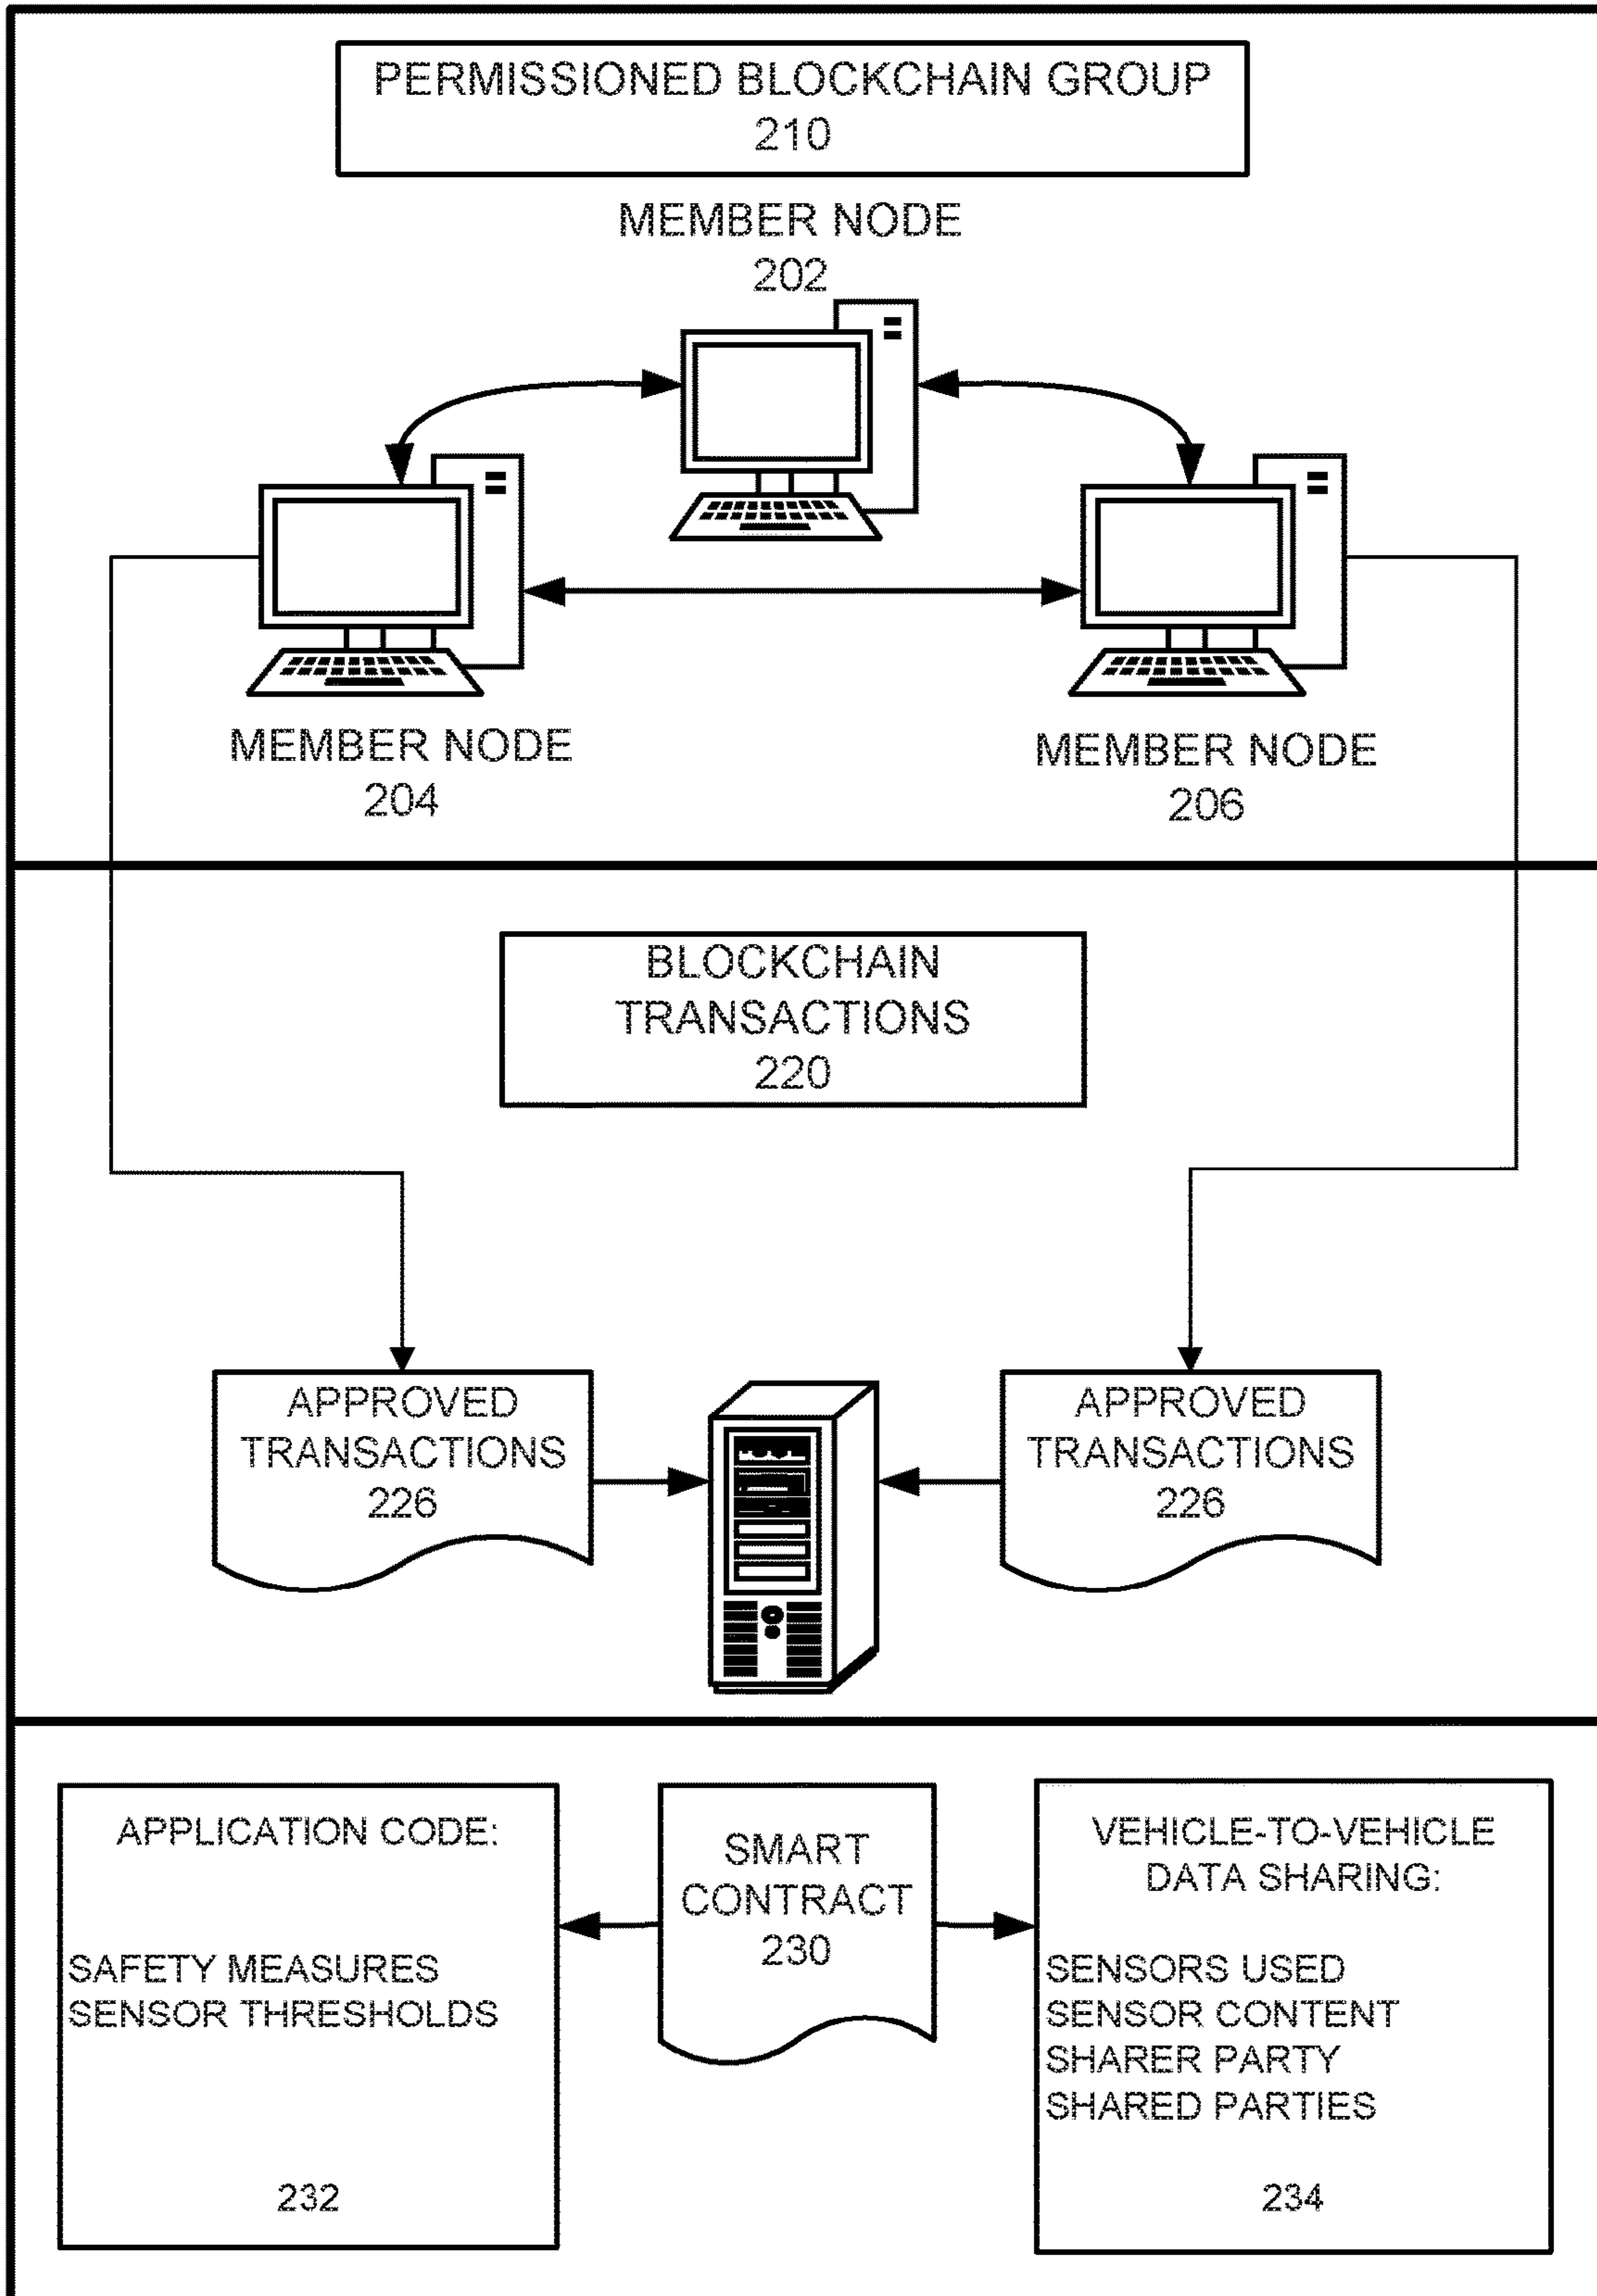 PERMISSIONED BLOCKCHAIN GROUP
210
MEMBER NODE
202
MEMBER NODE
204
MEMBER NODE
206
BLOCKCHAIN
TRANSACTIONS
220
APPROVED
TRANSACTIONS
226
APPROVED
TRANSACTIONS
226
APPLICATION CODE:
SAFETY MEASURES
SENSOR THRESHOLDS
232
SMART
CONTRACT
230
VEHICLE-TO-VEHICLE
DATA SHARING:
SENSORS USED
SENSOR CONTENT
SHARER PARTY
SHARED PARTIES
234